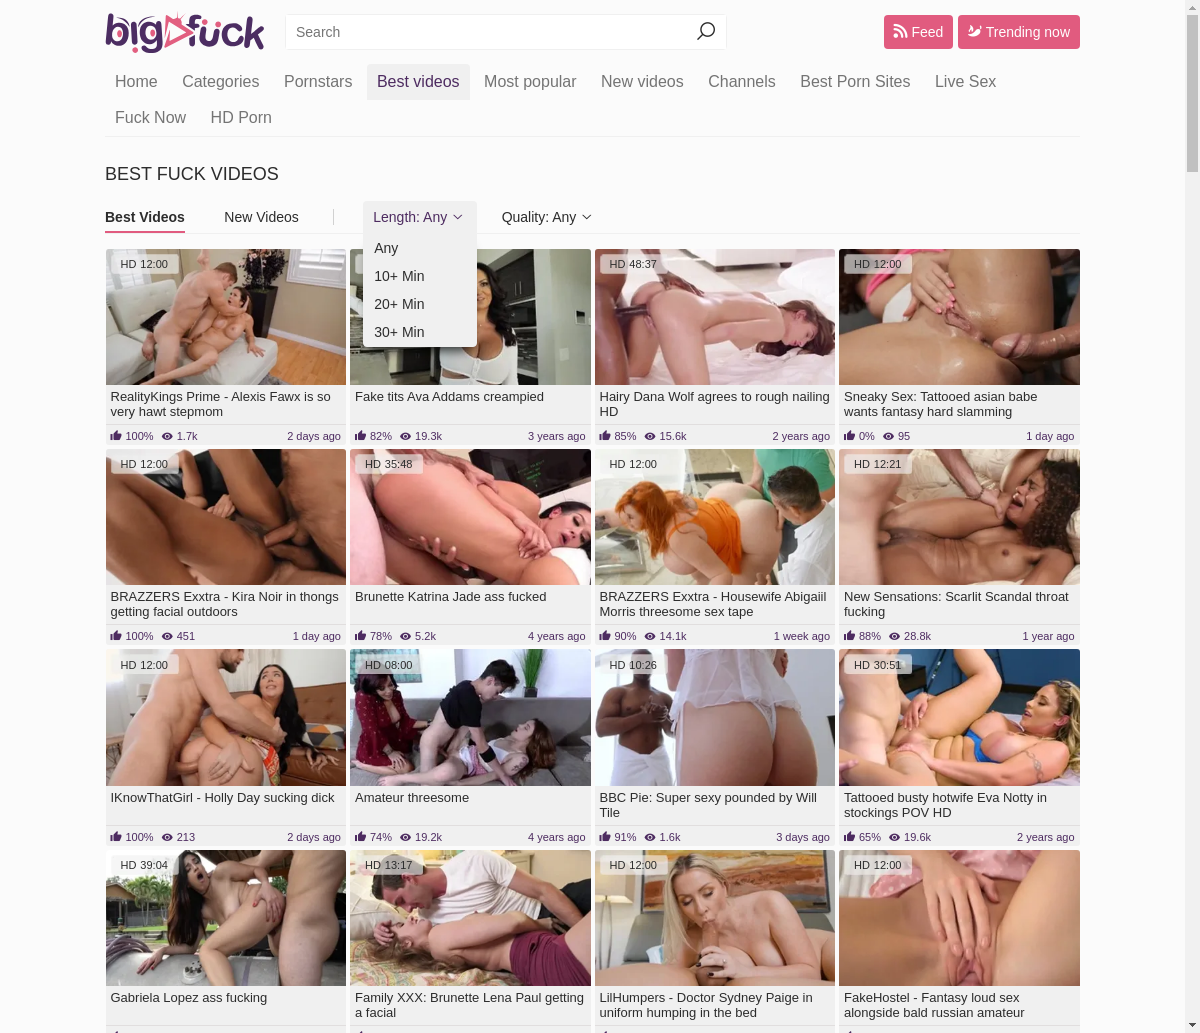 bigfuck
Search
Feed
Trending now
Home
Categories
Pornstars
Best videos
Most popular
New videos
Channels
Best Porn Sites
Live Sex
Fuck Now
HD Porn
BEST FUCK VIDEOS
Best Videos
New Videos
Length: Any
Quality: Any
Any
10+ Min
20+ Min
30+ Min
HD 12:00
HD 48:37
HD 12:00
RealityKings Prime - Alexis Fawx is so
very hawt stepmom
100% 1.7k 2 days ago
Fake tits Ava Addams creampied
82% 19.3k 3 years ago
Hairy Dana Wolf agrees to rough nailing
HD
85% 15.6k 2 years ago
Sneaky Sex: Tattooed asian babe
wants fantasy hard slamming
0% 95 1 day ago
HD 12:00
HD 35:48
HD 12:00
HD 12:21
BRAZZERS Exxtra - Kira Noir in thongs
getting facial outdoors
100% 451 1 day ago
Brunette Katrina Jade ass fucked
78% 5.2k 4 years ago
BRAZZERS Exxtra - Housewife Abigaiil
Morris threesome sex tape
90% 14.1k 1 week ago
New Sensations: Scarlit Scandal throat
fucking
88% 28.8k 1 year ago
HD 12:00
HD 08:00
HD 10:26
HD 30:51
IKnowThatGirl - Holly Day sucking dick
100% 213 2 days ago
Amateur threesome
74% 19.2k 4 years ago
BBC Pie: Super sexy pounded by Will
Tile
91% 1.6k 3 days ago
Tattooed busty hotwife Eva Notty in
stockings POV HD
65% 19.6k 2 years ago
HD 39:04
HD 13:17
HD 12:00
HD 12:00
Gabriela Lopez ass fucking
Family XXX: Brunette Lena Paul getting
a facial
LilHumpers - Doctor Sydney Paige in
uniform humping in the bed
FakeHostel - Fantasy loud sex
alongside bald russian amateur